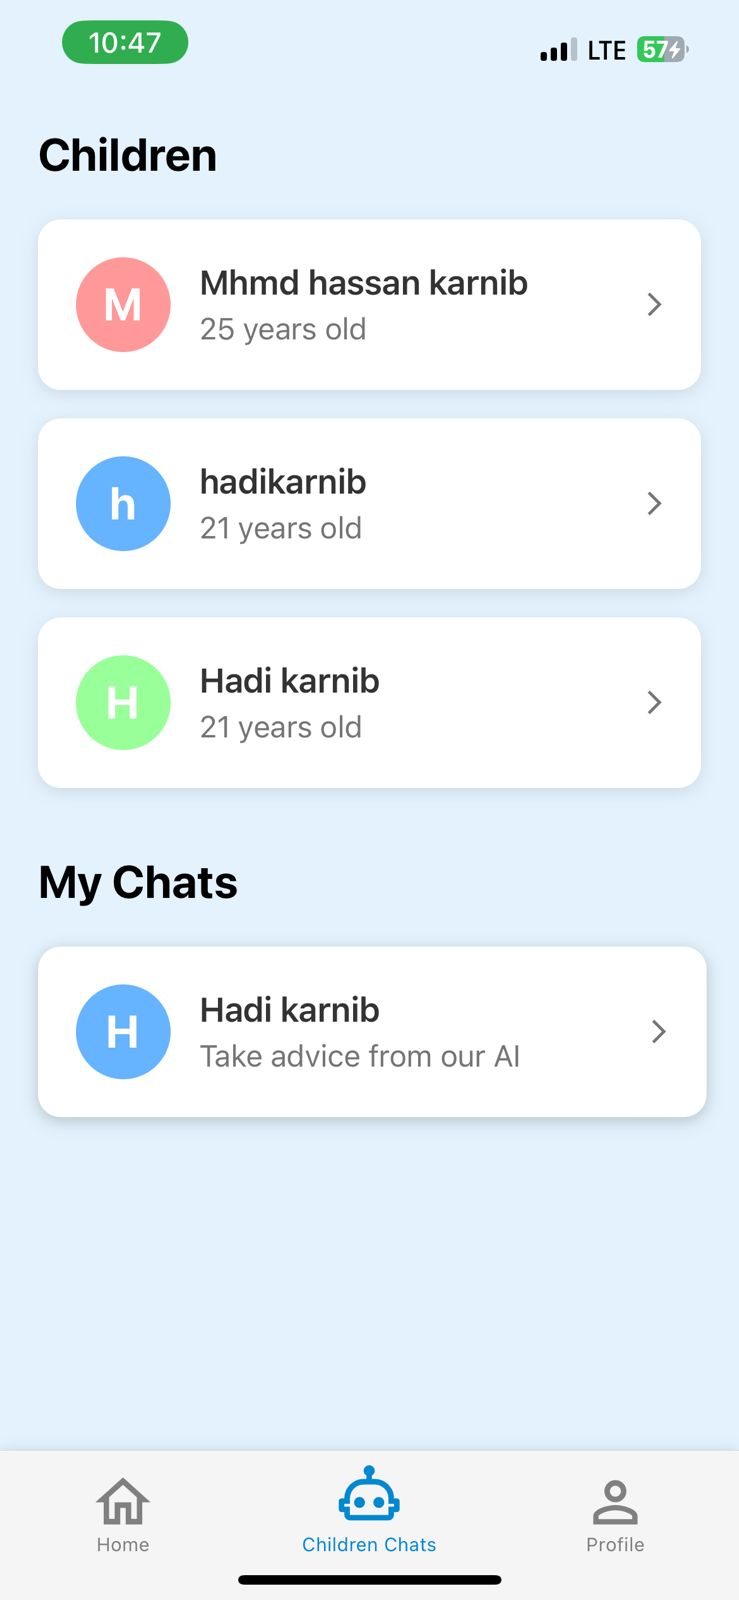 10:47
LTE 57
Children
M
Mhmd hassan karnib
25 years old
h
hadikarnib
21 years old
H
Hadi karnib
21 years old
My Chats
H
Hadi karnib
Take advice from our AI
Home
Children Chats
Profile